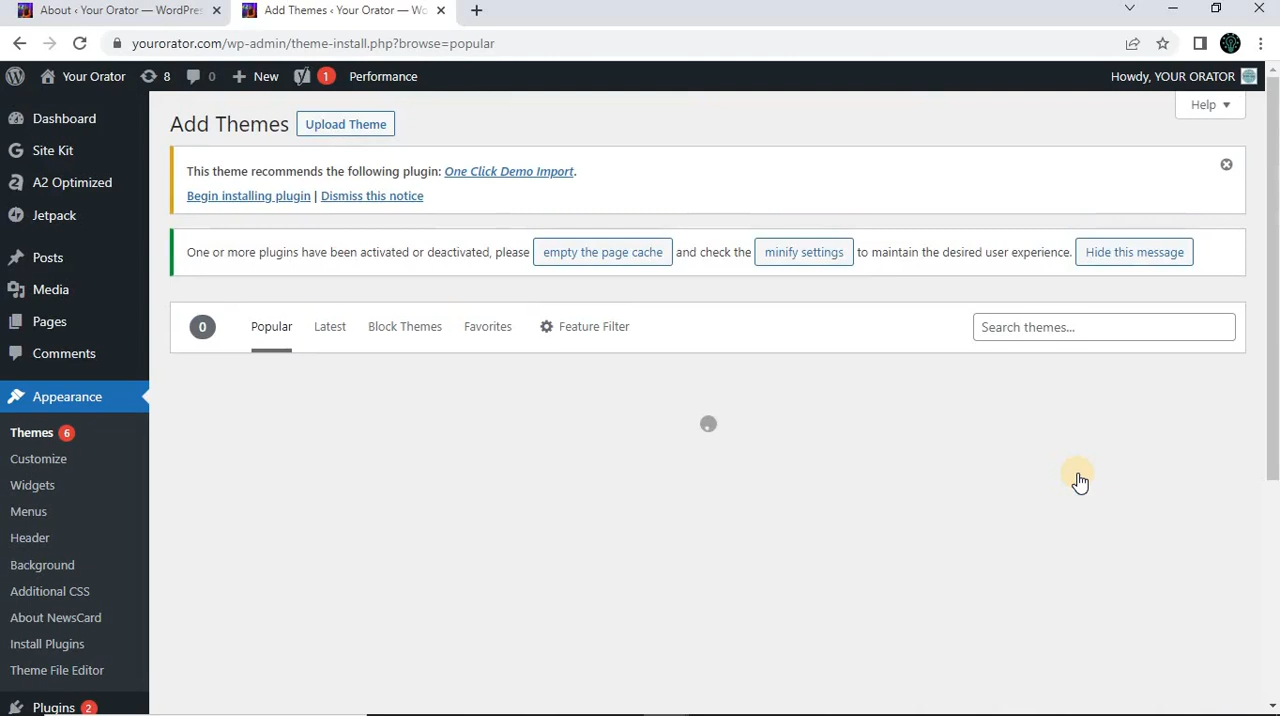 About ‹ Your Orator — WordPres
Add Themes ‹ Your Orator — Wo
yourorator.com/wp-admin/theme-install.php?browse=popular
Your Orator 8 0 New 1 Performance Howdy, YOUR ORATOR
Dashboard
Site Kit
A2 Optimized
Jetpack
Posts
Media
Pages
Comments
Appearance
Themes 6
Customize
Widgets
Menus
Header
Background
Additional CSS
About NewsCard
Install Plugins
Theme File Editor
Plugins 2
Help
Add Themes Upload Theme
This theme recommends the following plugin: One Click Demo Import.
Begin installing plugin | Dismiss this notice
One or more plugins have been activated or deactivated, please empty the page cache and check the minify settings to maintain the desired user experience. Hide this message
0 Popular Latest Block Themes Favorites Feature Filter Search themes...